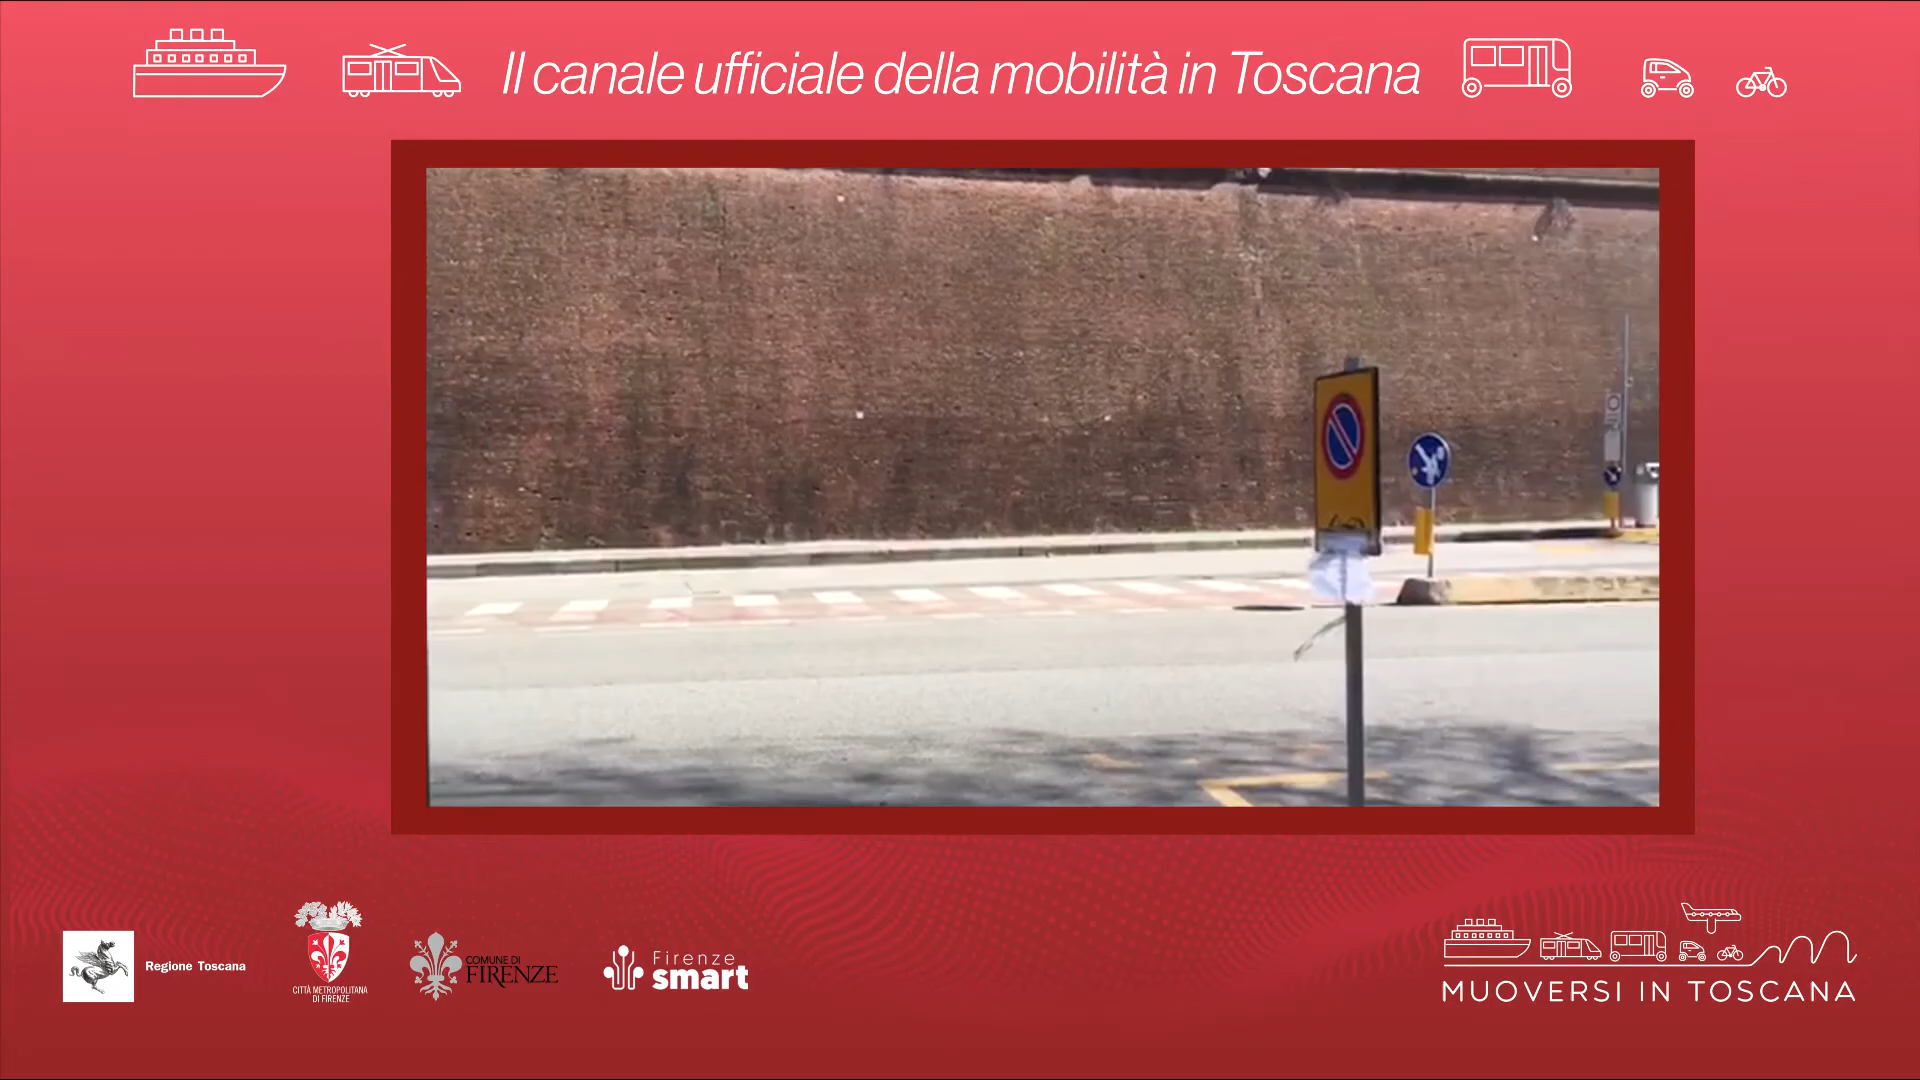 Il canale ufficiale della mobilità in Toscana
Regione Toscana
CITTÀ METROPOLITANA
DI FIRENZE
COMUNE DI
FIRENZE
Firenze
smart
MUOVERSI IN TOSCANA